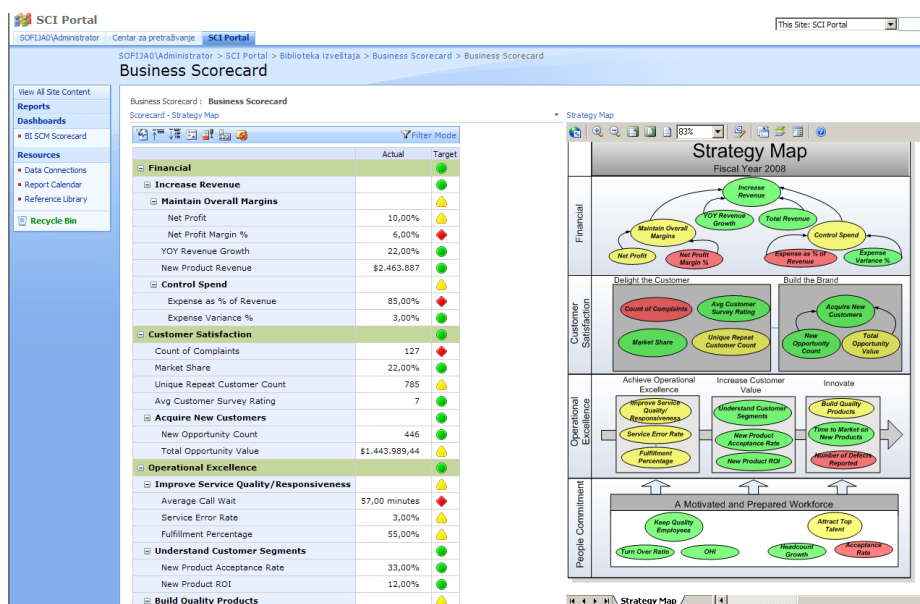 SCI Portal
This Site: SCI Portal
SOFIJA0\Administrator Centar za pretraživanje SCI Portal
SOFIJA0\Administrator > SCI Portal > Biblioteka izveštaja > Business Scorecard > Business Scorecard
Business Scorecard
View All Site Content
Reports
Dashboards
BI SCM Scorecard
Resources
Data Connections
Report Calendar
Reference Library
Recycle Bin
Business Scorecard : Business Scorecard
Scorecard - Strategy Map
Filter Mode
Actual Target
Financial
Increase Revenue
Maintain Overall Margins
Net Profit 10,00%
Net Profit Margin % 6,00%
YOY Revenue Growth 22,00%
New Product Revenue $2.463.887
Control Spend
Expense as % of Revenue 85,00%
Expense Variance % 3,00%
Customer Satisfaction
Count of Complaints 127
Market Share 22,00%
Unique Repeat Customer Count 785
Avg Customer Survey Rating 7
Acquire New Customers
New Opportunity Count 446
Total Opportunity Value $1.443.989,44
Operational Excellence
Improve Service Quality/Responsiveness
Average Call Wait 57,00 minutes
Service Error Rate 3,00%
Fulfillment Percentage 55,00%
Understand Customer Segments
New Product Acceptance Rate 33,00%
New Product ROI 12,00%
Build Quality Products
Strategy Map
83%
Strategy Map
Fiscal Year 2008
Financial
Increase
Revenue
YOY Revenue
Growth
Total Revenue
Maintain Overall
Margins
Control Spend
Net Profit
Net Profit
Margin %
Expense as % of
Revenue
Expense
Variance %
Customer
Satisfaction
Delight the Customer
Build the Brand
Count of Complaints
Avg Customer
Survey Rating
Acquire New
Customers
Market Share
Unique Repeat
Customer Count
New
Opportunity
Count
Total
Opportunity
Value
Operational
Excellence
Achieve Operational
Excellence
Increase Customer
Value
Innovate
Improve Service
Quality/
Responsiveness
Service Error Rate
Fulfillment
Percentage
Understand Customer
Segments
New Product
Acceptance Rate
New Product ROI
Build Quality
Products
Time to Market on
New Products
Number of Defects
Reported
People Commitment
A Motivated and Prepared Workforce
Keep Quality
Employees
Attract Top
Talent
Turn Over Ratio
OHI
Headcount
Growth
Acceptance
Rate
Strategy Map